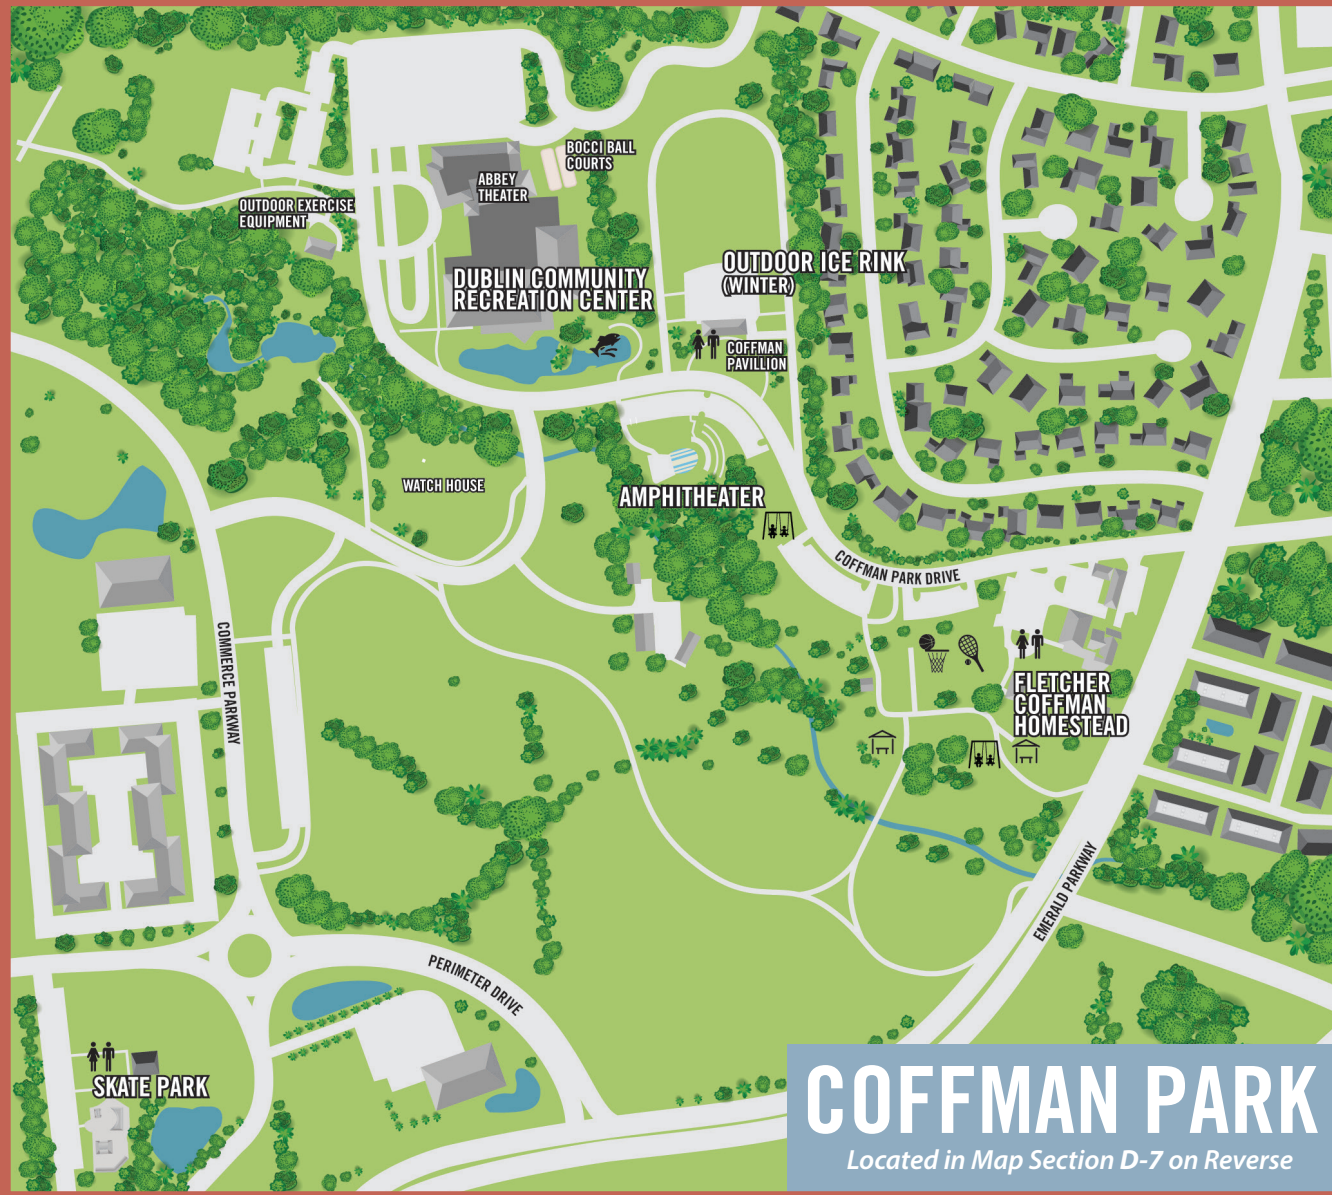 BOCCI BALL
COURTS
ABBEY
THEATER
OUTDOOR EXERCISE
EQUIPMENT
OUTDOOR ICE RINK
(WINTER)
DUBLIN COMMUNITY
RECREATION CENTER
COFFMAN
PAVILLION
WATCH HOUSE
AMPHITHEATER
COFFMAN PARK DRIVE
COMMERCE PARKWAY
FLETCHER
COFFMAN
HOMESTEAD
EMERALD PARKWAY
PERIMETER DRIVE
SKATE PARK
COFFMAN PARK
Located in Map Section D-7 on Reverse